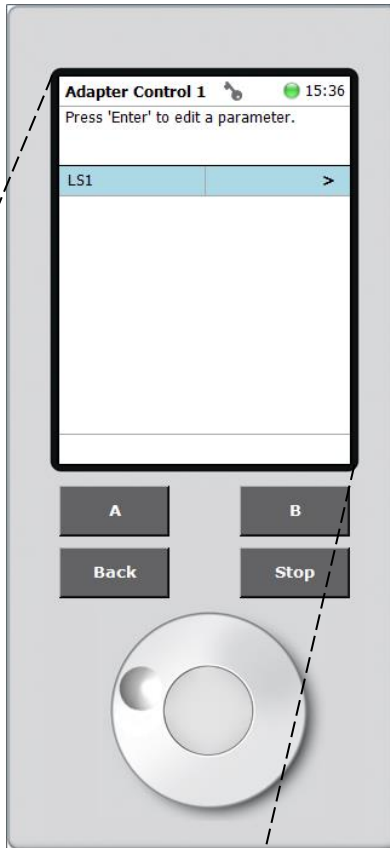 Adapter Control 1 15:36
Press 'Enter' to edit a parameter.
LS1 >
A B
Back Stop